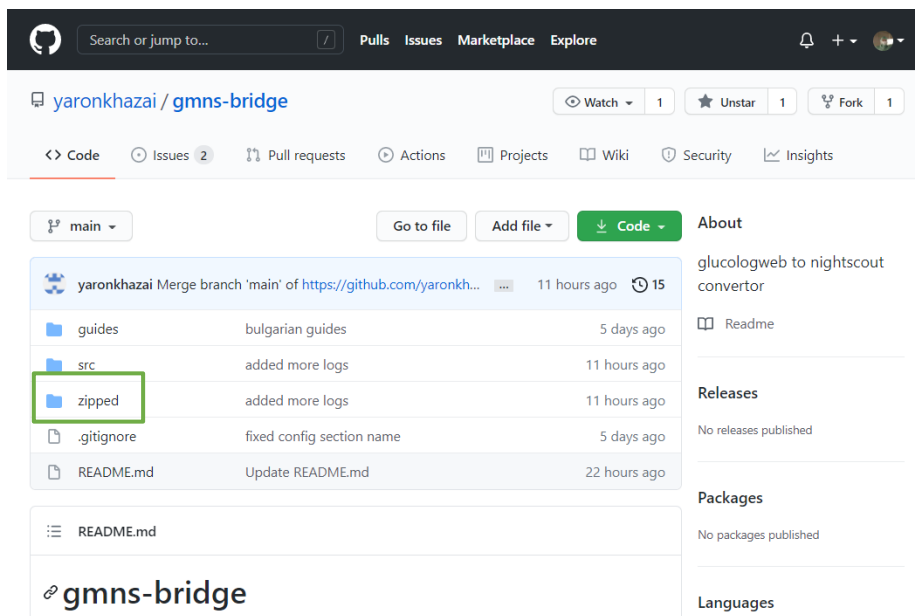 Search or jump to... /
Pulls Issues Marketplace Explore
yaronkhazai / gmns-bridge
Watch 1 Unstar 1 Fork 1
Code Issues 2 Pull requests Actions Projects Wiki Security Insights
main Go to file Add file Code
yaronkhazai Merge branch 'main' of https://github.com/yaronkh... ... 11 hours ago 15
guides bulgarian guides 5 days ago
src added more logs 11 hours ago
zipped added more logs 11 hours ago
.gitignore fixed config section name 5 days ago
README.md Update README.md 22 hours ago
README.md
gmns-bridge
About
glucologweb to nightscout
convertor
Readme
Releases
No releases published
Packages
No packages published
Languages